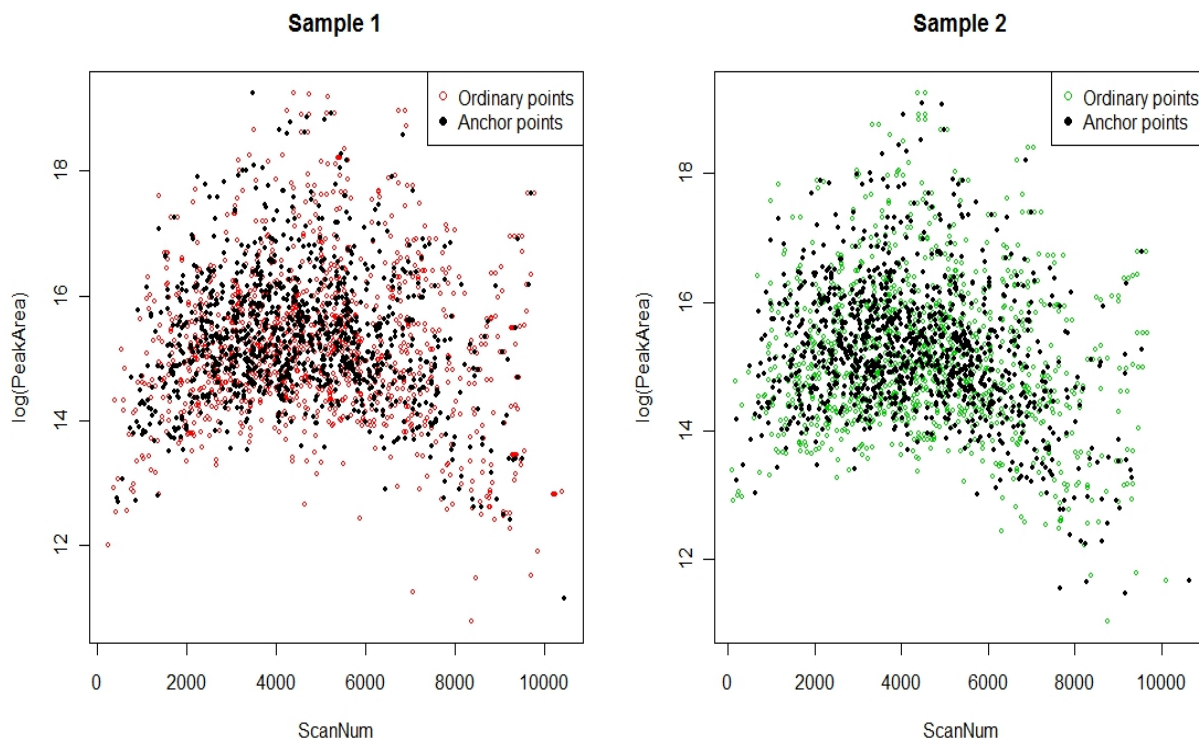 Sample 1
Ordinary points
Anchor points
log(PeakArea)
18
16
14
12
0 2000 4000 6000 8000 10000
ScanNum
Sample 2
Ordinary points
Anchor points
log(PeakArea)
18
16
14
12
0 2000 4000 6000 8000 10000
ScanNum